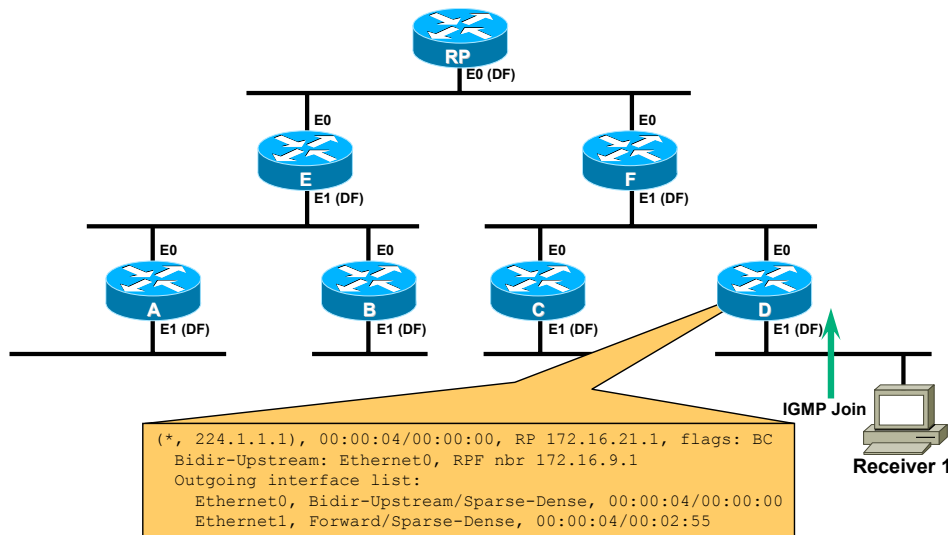 RP
E0 (DF)
E0
E0
E
F
E1 (DF)
E1 (DF)
E0
E0
E0
E0
A
B
C
D
E1 (DF)
E1 (DF)
E1 (DF)
E1 (DF)
IGMP Join
Receiver 1
(*, 224.1.1.1), 00:00:04/00:00:00, RP 172.16.21.1, flags: BC
Bidir-Upstream: Ethernet0, RPF nbr 172.16.9.1
Outgoing interface list:
Ethernet0, Bidir-Upstream/Sparse-Dense, 00:00:04/00:00:00
Ethernet1, Forward/Sparse-Dense, 00:00:04/00:02:55